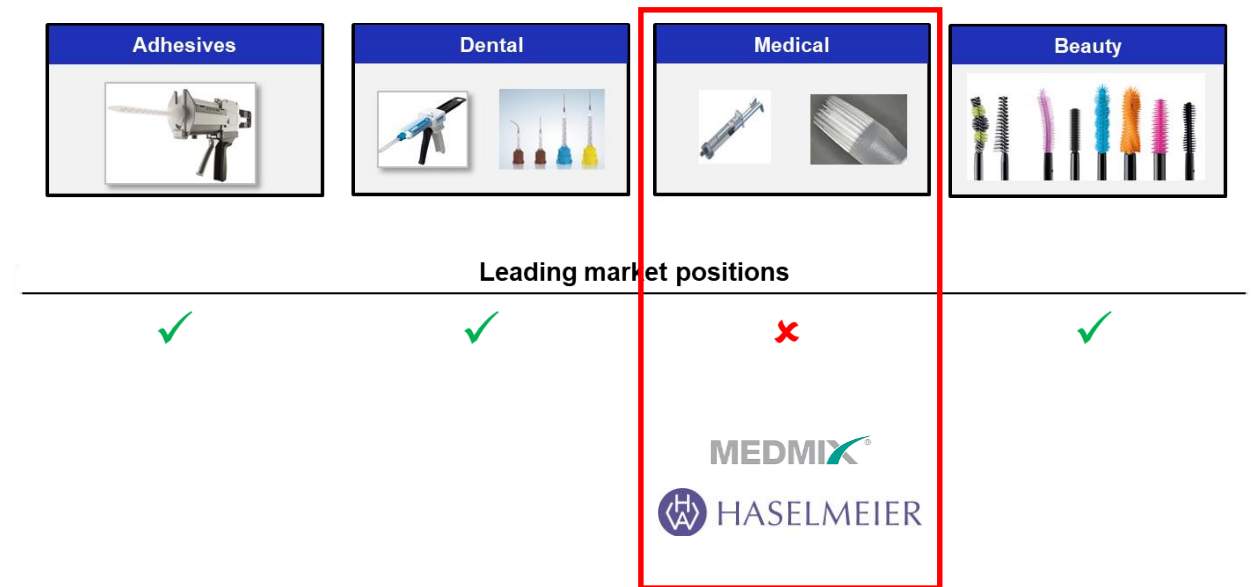 Adhesives
Dental
Medical
Beauty
Leading market positions
MEDMIX®
HASELMEIER